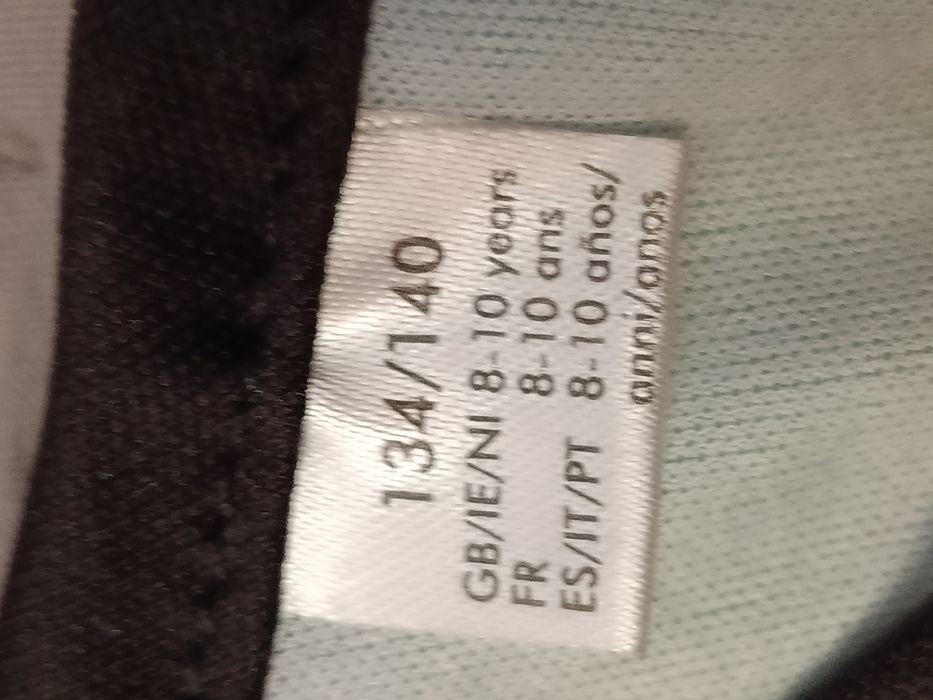 134/140
GB/IE/NI 8-10 years
FR 8-10 ans
ES/IT/PT 8-10 años/
anni/anos